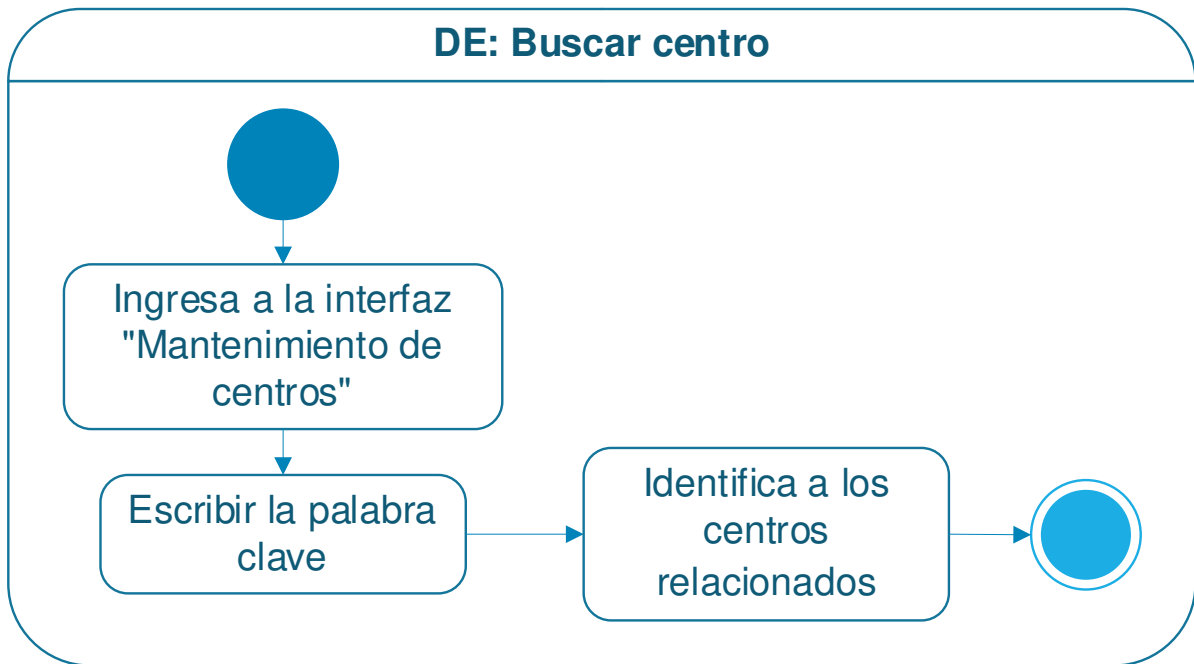 DE: Buscar centro
Ingresa a la interfaz
"Mantenimiento de
centros"
Escribir la palabra
clave
Identifica a los
centros
relacionados